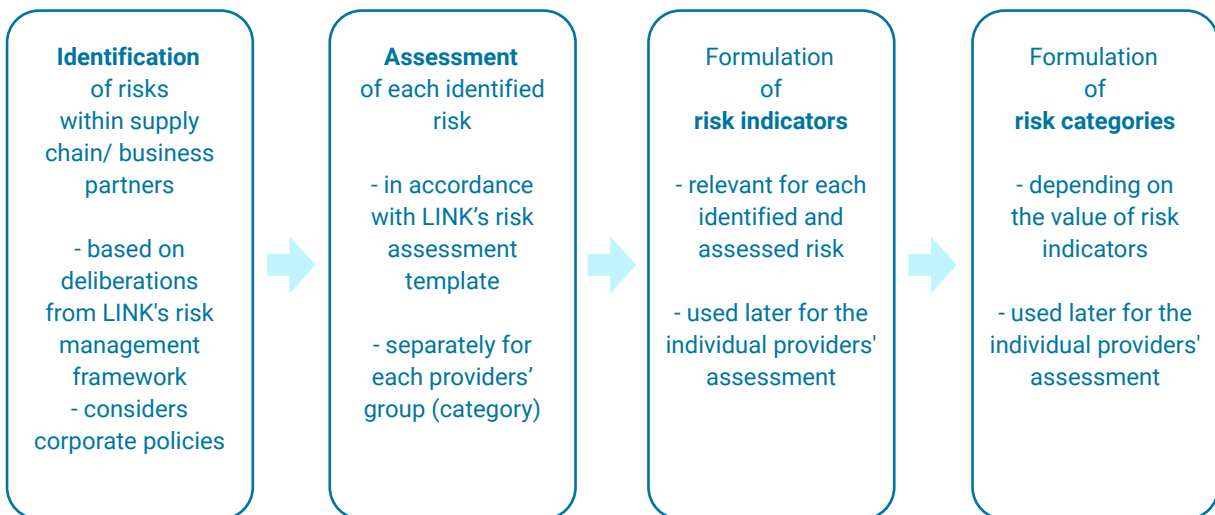 Identification
of risks
within supply
chain/ business
partners
- based on
deliberations
from LINK's risk
management
framework
- considers
corporate policies
Assessment
of each identified
risk
- in accordance
with LINK’s risk
assessment
template
- separately for
each providers’
group (category)
Formulation
of
risk indicators
- relevant for each
identified and
assessed risk
- used later for the
individual providers'
assessment
Formulation
of
risk categories
- depending on
the value of risk
indicators
- used later for the
individual providers'
assessment